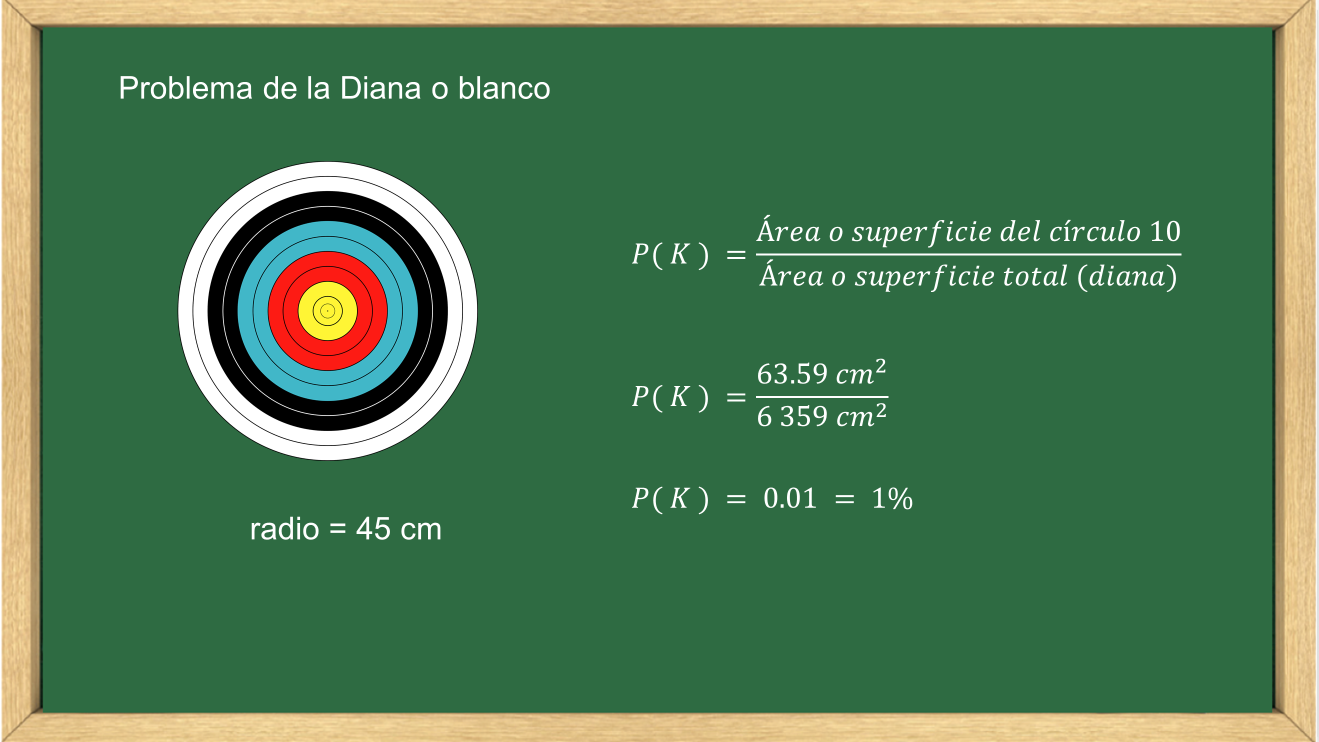 Problema de la Diana o blanco
P( K ) = Área o superficie del círculo 10 / Área o superficie total (diana)
P( K ) = 63.59 cm² / 6 359 cm²
P( K ) = 0.01 = 1%
radio = 45 cm